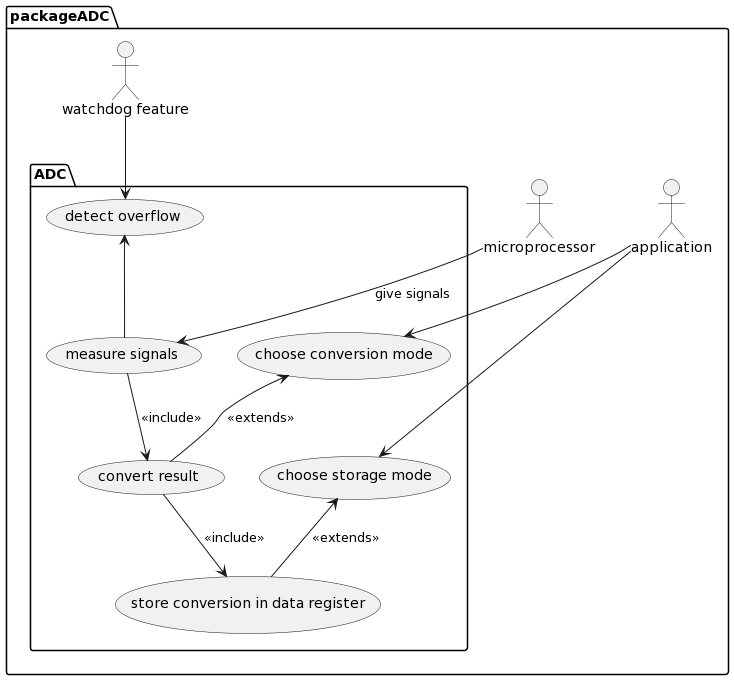 packageADC
watchdog feature
ADC
detect overflow
microprocessor
application
give signals
measure signals
choose conversion mode
«include»
«extends»
convert result
choose storage mode
«include»
«extends»
store conversion in data register